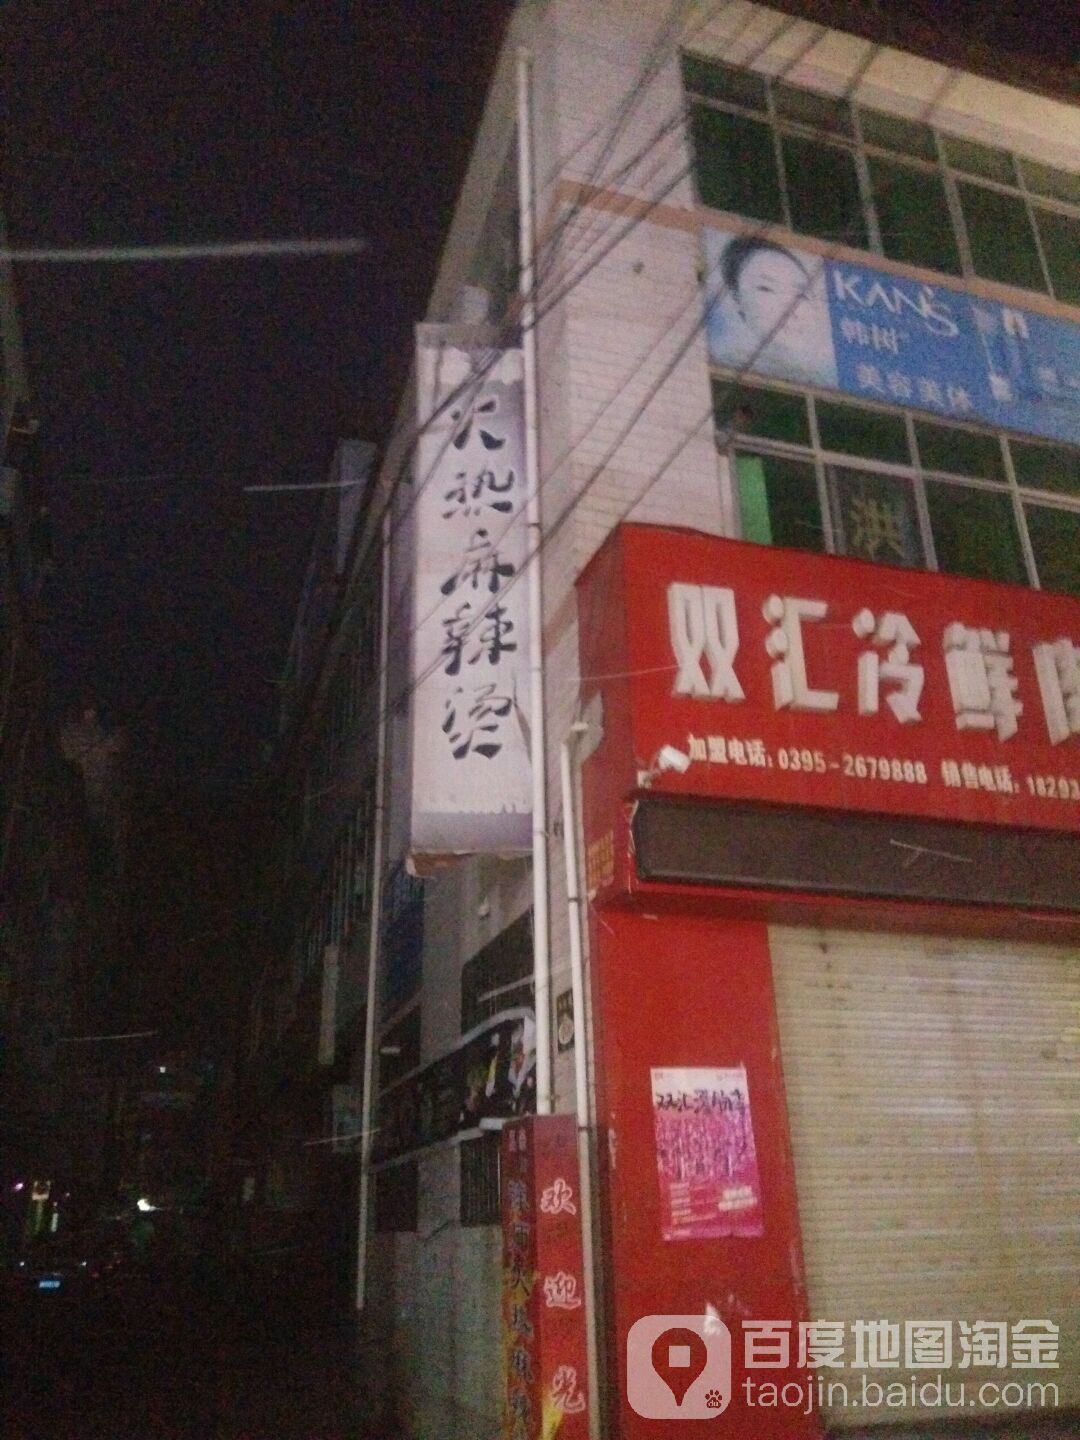 KANS
韩树
美容美体
火热麻辣烫
洪
双汇冷鲜肉
加盟电话:0395-2679888 销售电话:18293
欢迎光
百度地图淘金
taojin.baidu.com